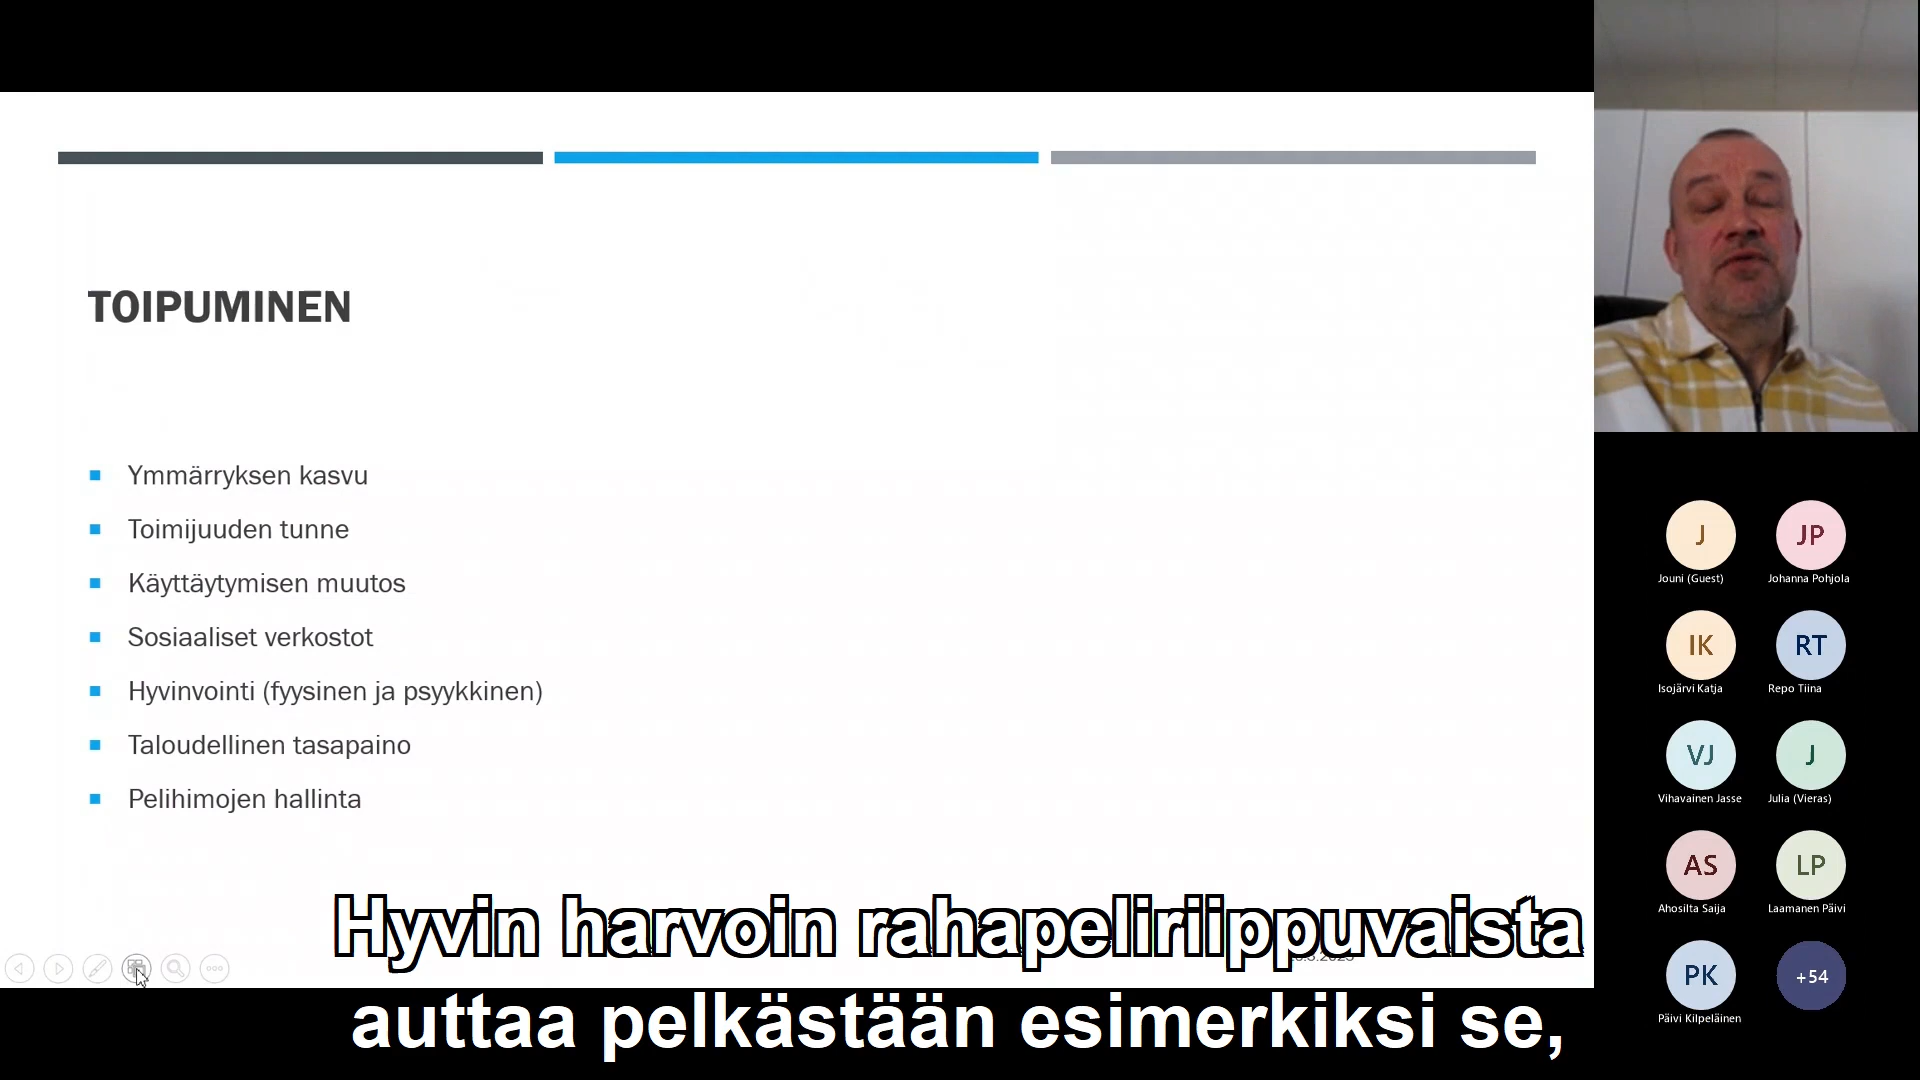 TOIPUMINEN
Ymmärryksen kasvu
Toimijuuden tunne
Käyttäytymisen muutos
Sosiaaliset verkostot
Hyvinvointi (fyysinen ja psyykkinen)
Taloudellinen tasapaino
Pelihimojen hallinta
Hyvin harvoin rahapeliriippuvaista
auttaa pelkästään esimerkiksi se,
J
JP
Jouni (Guest)
Johanna Pohjola
IK
RT
Isojärvi Katja
Repo Tiina
VJ
J
Vihavainen Jasse
Julia (Vieras)
AS
LP
Ahosilta Saija
Laamanen Päivi
PK
+54
Päivi Kilpeläinen